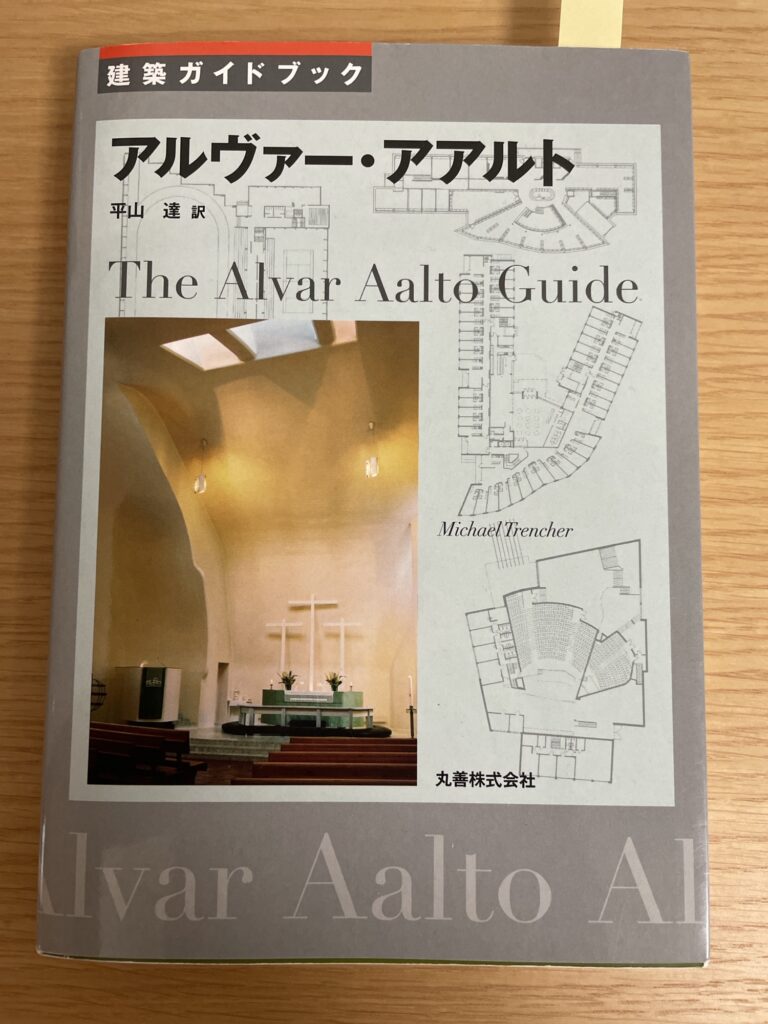 建築ガイドブック
アルヴァー・アアルト
平山 達 訳
The Alvar Aalto Guide
Michael Trencher
丸善株式会社
Alvar Aalto Al